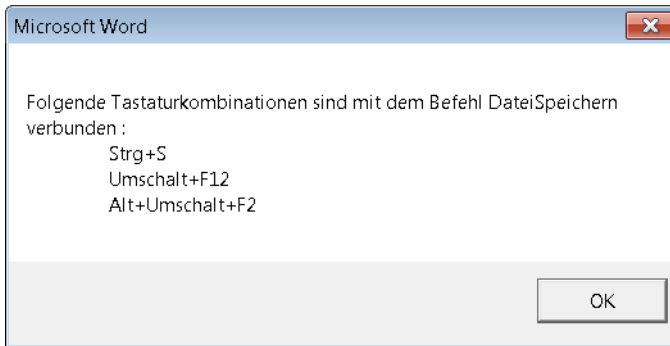 Microsoft Word
Folgende Tastaturkombinationen sind mit dem Befehl DateiSpeichern
verbunden :
Strg+S
Umschalt+F12
Alt+Umschalt+F2
OK